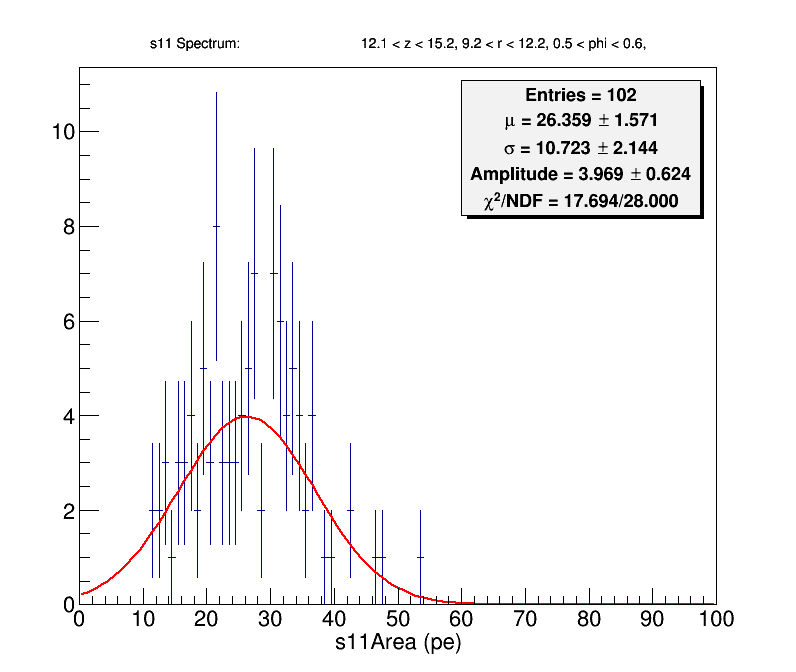 s11 Spectrum: 12.1 < z < 15.2, 9.2 < r < 12.2, 0.5 < phi < 0.6,
Entries = 102
μ = 26.359 ± 1.571
σ = 10.723 ± 2.144
Amplitude = 3.969 ± 0.624
χ²/NDF = 17.694/28.000
10
8
6
4
2
0
0 10 20 30 40 50 60 70 80 90 100
s11Area (pe)